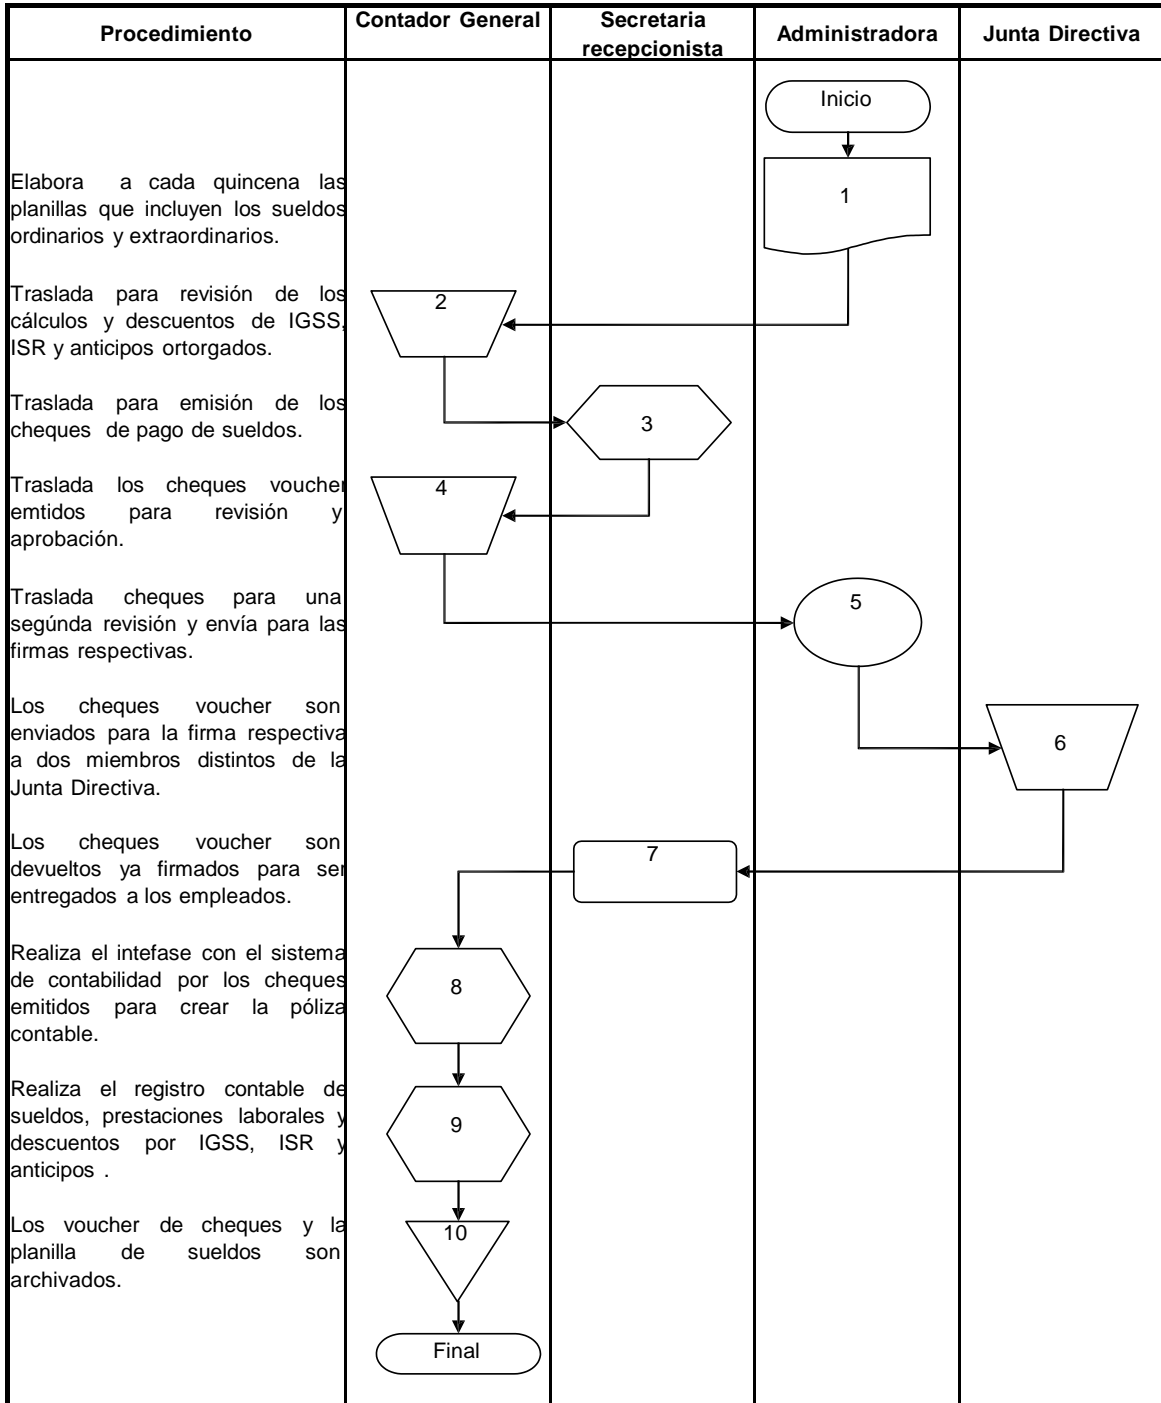 Procedimiento
Contador General
Secretaria
recepcionista
Administradora
Junta Directiva
Inicio
Elabora a cada quincena las
planillas que incluyen los sueldos
ordinarios y extraordinarios.
1
Traslada para revisión de los
cálculos y descuentos de IGSS,
ISR y anticipos ortorgados.
2
Traslada para emisión de los
cheques de pago de sueldos.
3
Traslada los cheques voucher
emtidos para revisión y
aprobación.
4
Traslada cheques para una
segúnda revisión y envía para las
firmas respectivas.
5
Los cheques voucher son
enviados para la firma respectiva
a dos miembros distintos de la
Junta Directiva.
6
Los cheques voucher son
devueltos ya firmados para ser
entregados a los empleados.
7
Realiza el intefase con el sistema
de contabilidad por los cheques
emitidos para crear la póliza
contable.
8
Realiza el registro contable de
sueldos, prestaciones laborales y
descuentos por IGSS, ISR y
anticipos .
9
Los voucher de cheques y la
planilla de sueldos son
archivados.
10
Final